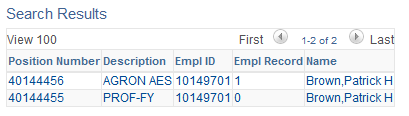 Search Results
View 100 First 1-2 of 2 Last
Position Number Description Empl ID Empl Record Name
40144456 AGRON AES 10149701 1 Brown,Patrick H
40144455 PROF-FY 10149701 0 Brown,Patrick H